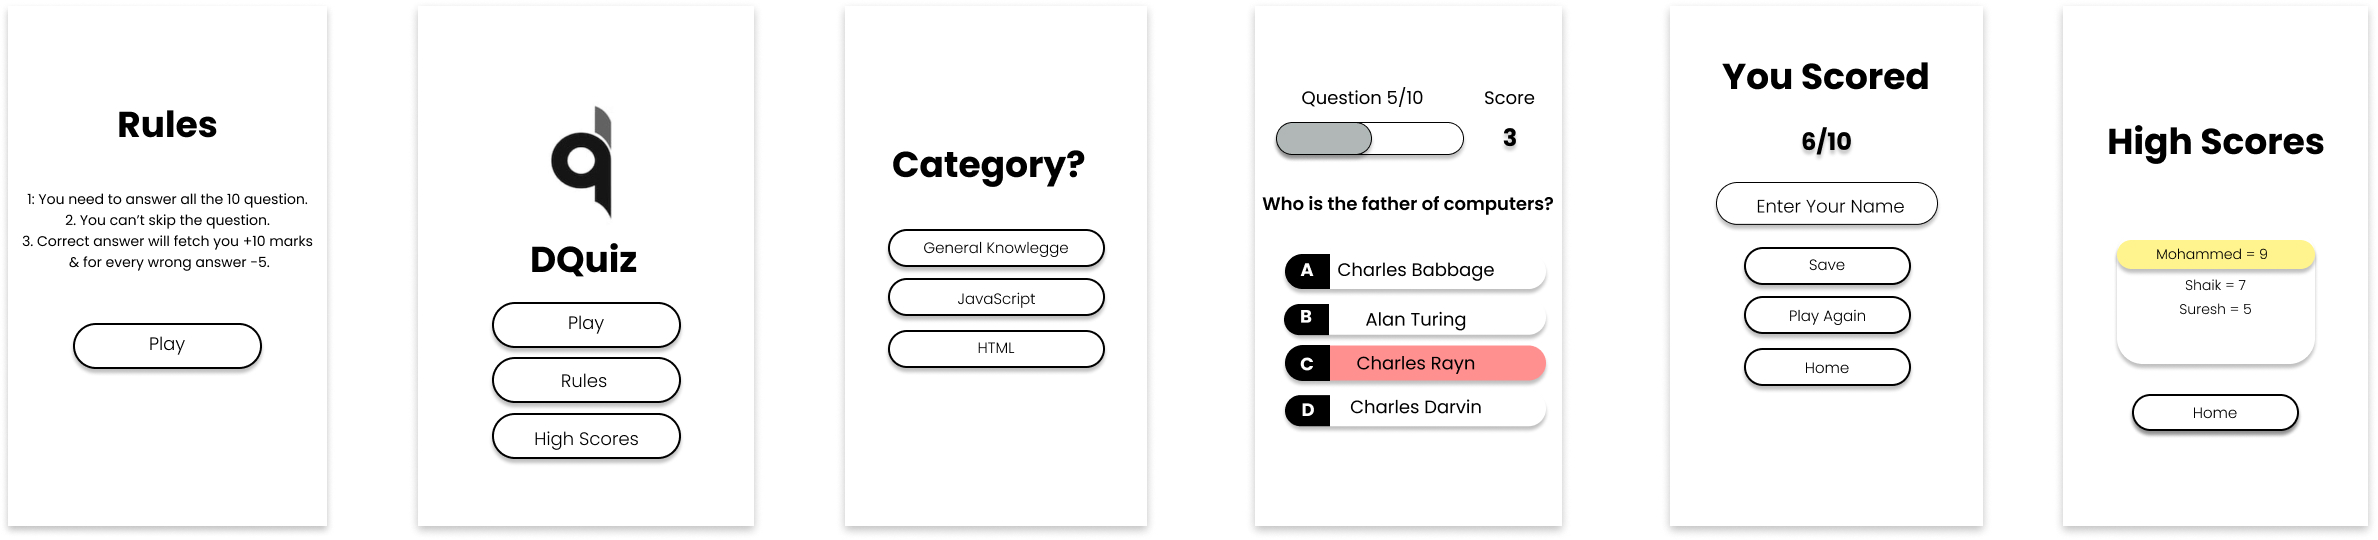 Rules
1: You need to answer all the 10 question.
2. You can’t skip the question.
3. Correct answer will fetch you +10 marks
& for every wrong answer -5.
Play
DQuiz
Play
Rules
High Scores
Category?
General Knowlegge
JavaScript
HTML
Question 5/10
Score
3
Who is the father of computers?
A Charles Babbage
B Alan Turing
C Charles Rayn
D Charles Darvin
You Scored
6/10
Enter Your Name
Save
Play Again
Home
High Scores
Mohammed = 9
Shaik = 7
Suresh = 5
Home